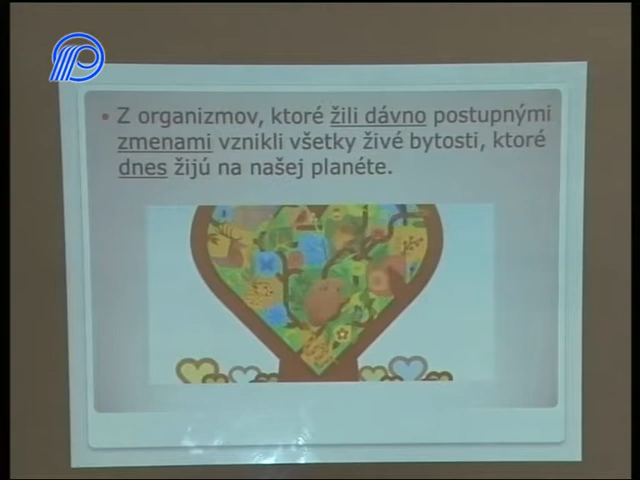 • Z organizmov, ktoré žili dávno postupnými
zmenami vznikli všetky živé bytosti, ktoré
dnes žijú na našej planéte.